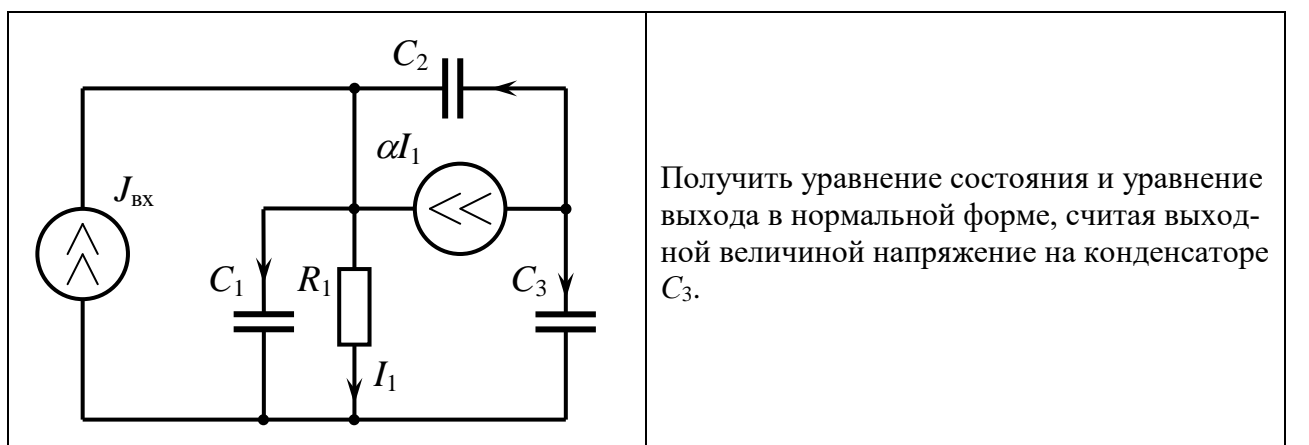 C₂
αI₁
Jвх
C₁
R₁
C₃
I₁
Получить уравнение состояния и уравнение
выхода в нормальной форме, считая выход-
ной величиной напряжение на конденсаторе
C₃.